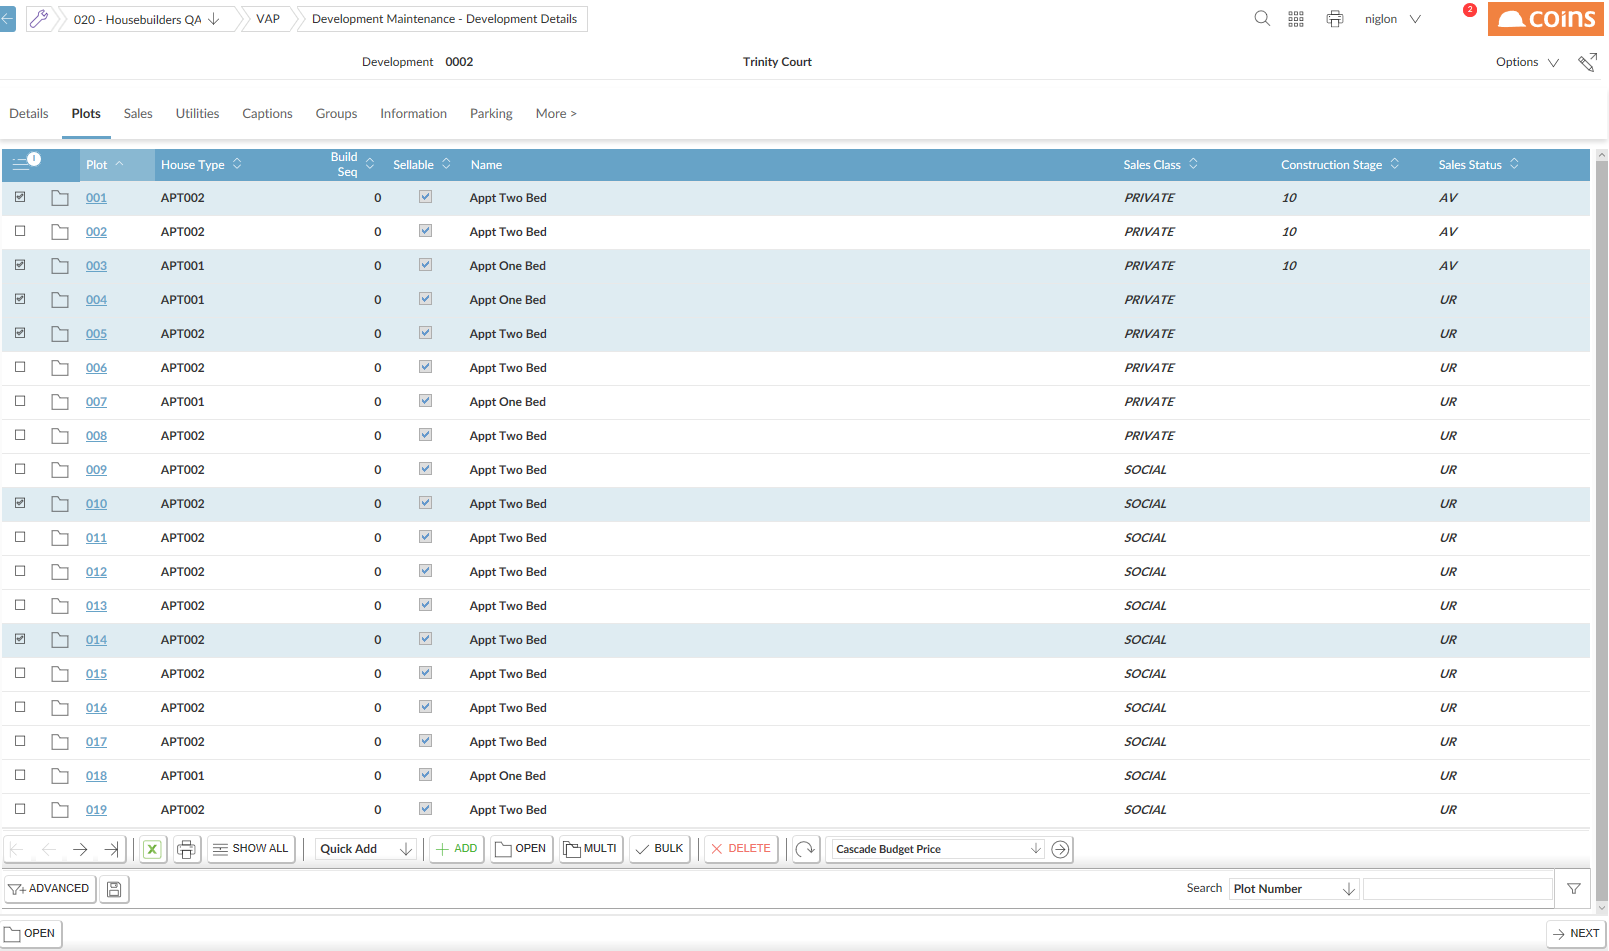 020 - Housebuilders QA VAP Development Maintenance - Development Details niglon 2 coins
Development 0002 Trinity Court Options
Details Plots Sales Utilities Captions Groups Information Parking More >
Plot House Type Build Seq Sellable Name Sales Class Construction Stage Sales Status
001 APT002 0 Appt Two Bed PRIVATE 10 AV
002 APT002 0 Appt Two Bed PRIVATE 10 AV
003 APT001 0 Appt One Bed PRIVATE 10 AV
004 APT001 0 Appt One Bed PRIVATE UR
005 APT002 0 Appt Two Bed PRIVATE UR
006 APT002 0 Appt Two Bed PRIVATE UR
007 APT001 0 Appt One Bed PRIVATE UR
008 APT002 0 Appt Two Bed PRIVATE UR
009 APT002 0 Appt Two Bed SOCIAL UR
010 APT002 0 Appt Two Bed SOCIAL UR
011 APT002 0 Appt Two Bed SOCIAL UR
012 APT002 0 Appt Two Bed SOCIAL UR
013 APT002 0 Appt Two Bed SOCIAL UR
014 APT002 0 Appt Two Bed SOCIAL UR
015 APT002 0 Appt Two Bed SOCIAL UR
016 APT002 0 Appt Two Bed SOCIAL UR
017 APT002 0 Appt Two Bed SOCIAL UR
018 APT001 0 Appt One Bed SOCIAL UR
019 APT002 0 Appt Two Bed SOCIAL UR
SHOW ALL Quick Add ADD OPEN MULTI BULK DELETE Cascade Budget Price
ADVANCED Search Plot Number
OPEN NEXT